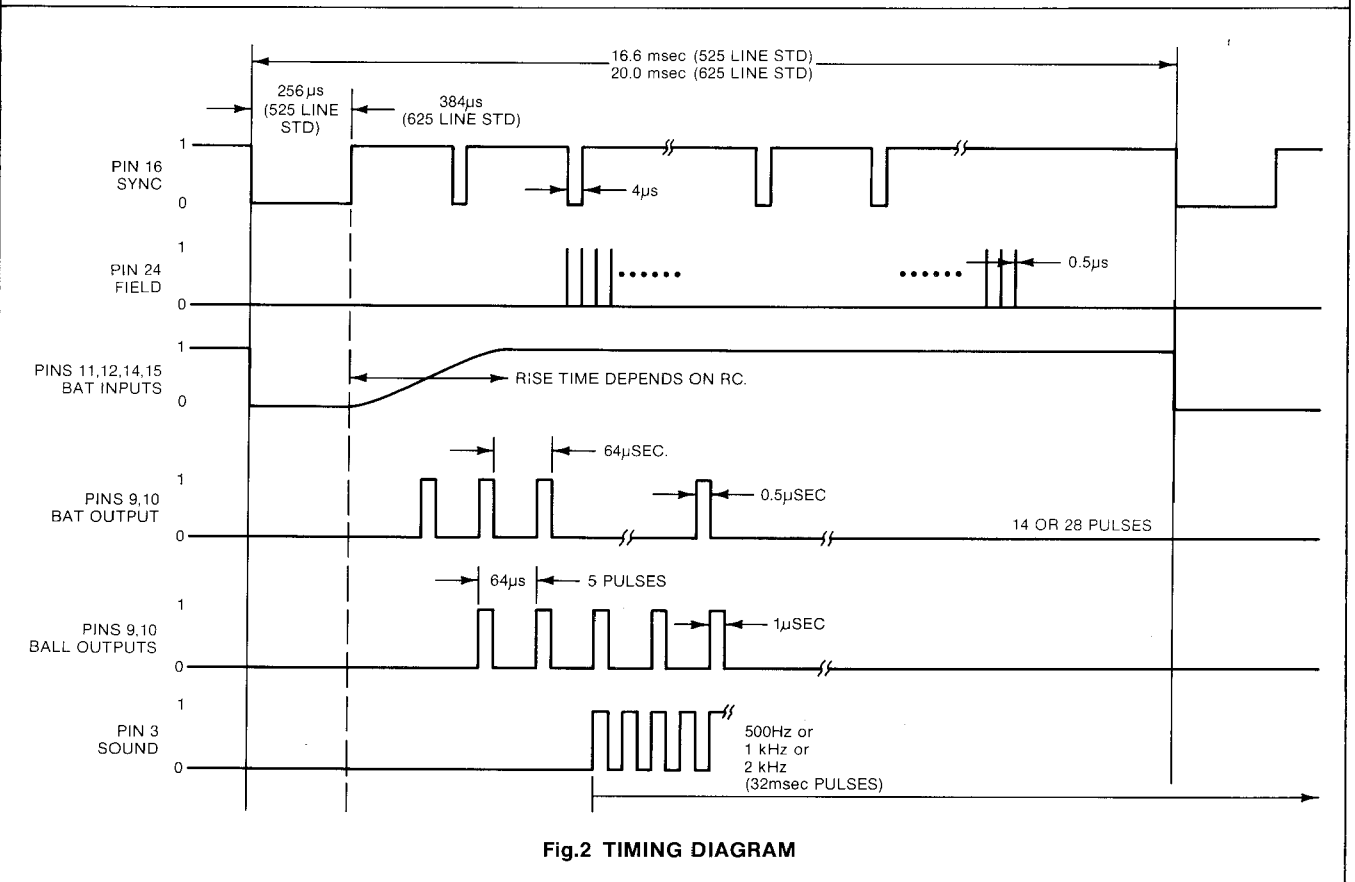 16.6 msec (525 LINE STD)
20.0 msec (625 LINE STD)
256µs
(525 LINE
STD)
384µs
(625 LINE STD)
PIN 16
SYNC
1
0
4µs
PIN 24
FIELD
1
0
0.5µs
PINS 11,12,14,15
BAT INPUTS
1
0
RISE TIME DEPENDS ON RC.
64µSEC.
PINS 9,10
BAT OUTPUT
1
0
0.5µSEC
14 OR 28 PULSES
64µs
5 PULSES
PINS 9,10
BALL OUTPUTS
1
0
1µSEC
PIN 3
SOUND
1
0
500Hz or
1 kHz or
2 kHz
(32msec PULSES)
Fig.2 TIMING DIAGRAM